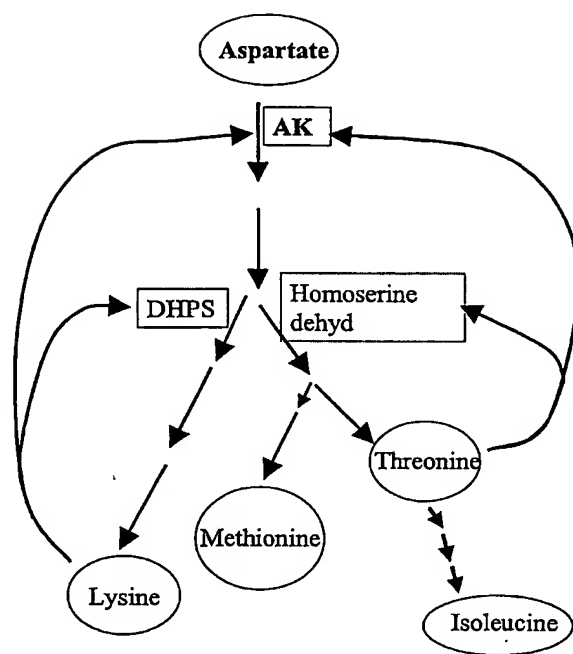 Aspartate
AK
DHPS
Homoserine
dehyd
Threonine
Methionine
Lysine
Isoleucine